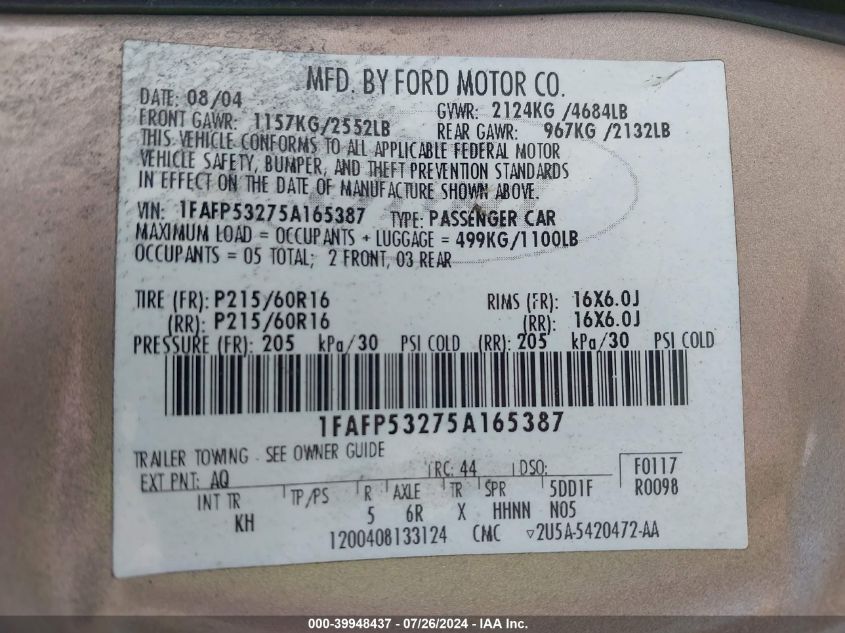 MFD. BY FORD MOTOR CO.
DATE: 08/04 GVWR: 2124KG /4684LB
FRONT GAWR: 1157KG/2552LB REAR GAWR: 967KG /2132LB
THIS VEHICLE CONFORMS TO ALL APPLICABLE FEDERAL MOTOR
VEHICLE SAFETY, BUMPER, AND THEFT PREVENTION STANDARDS
IN EFFECT ON THE DATE OF MANUFACTURE SHOWN ABOVE.
VIN: 1FAFP53275A165387 TYPE: PASSENGER CAR
MAXIMUM LOAD = OCCUPANTS + LUGGAGE = 499KG/1100LB
OCCUPANTS = 05 TOTAL; 2 FRONT, 03 REAR
TIRE (FR): P215/60R16 RIMS (FR): 16X6.0J
(RR): P215/60R16 (RR): 16X6.0J
PRESSURE (FR): 205 kPa/30 PSI COLD (RR): 205 kPa/30 PSI COLD
1FAFP53275A165387
TRAILER TOWING - SEE OWNER GUIDE
EXT PNT: AQ RC: 44 DSO: F0117
INT TR TP/PS R AXLE TR SPR 5DD1F R0098
KH 5 6R X HHNN N05
1200408133124 CMC ▿2U5A-5420472-AA
000-39948437 - 07/26/2024 - IAA Inc.